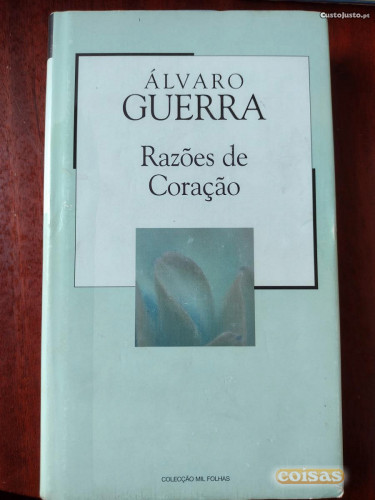 CustoJusto.pt
ÁLVARO
GUERRA
Razões de
Coração
COLECÇÃO MIL FOLHAS
coisas